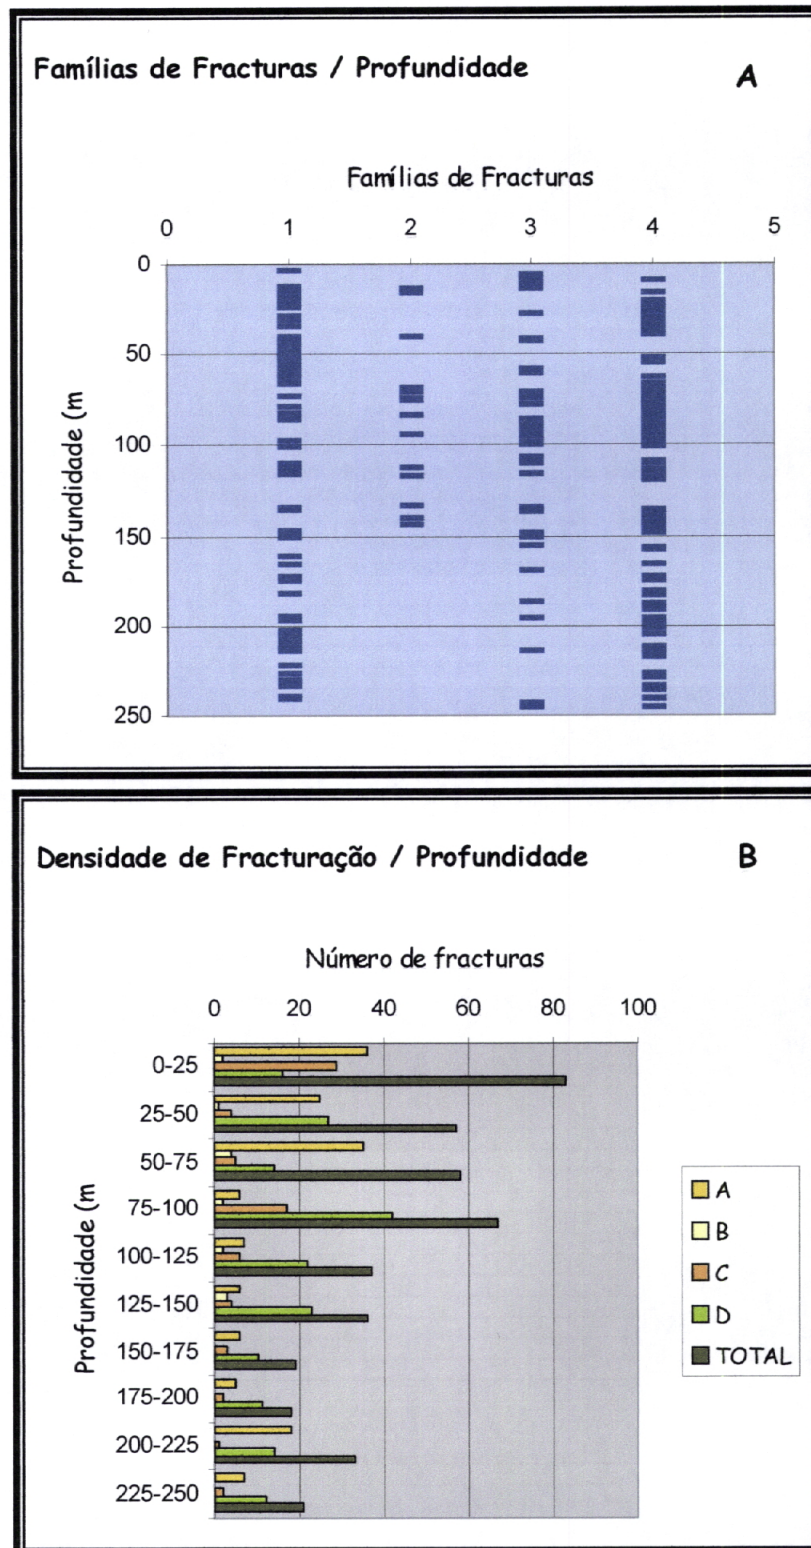 Famílias de Fracturas / Profundidade
A
Famílias de Fracturas
0 1 2 3 4 5
0
50
100
150
200
250
Profundidade (m
Densidade de Fracturação / Profundidade
B
Número de fracturas
0 20 40 60 80 100
0-25
25-50
50-75
75-100
100-125
125-150
150-175
175-200
200-225
225-250
Profundidade (m
A
B
C
D
TOTAL